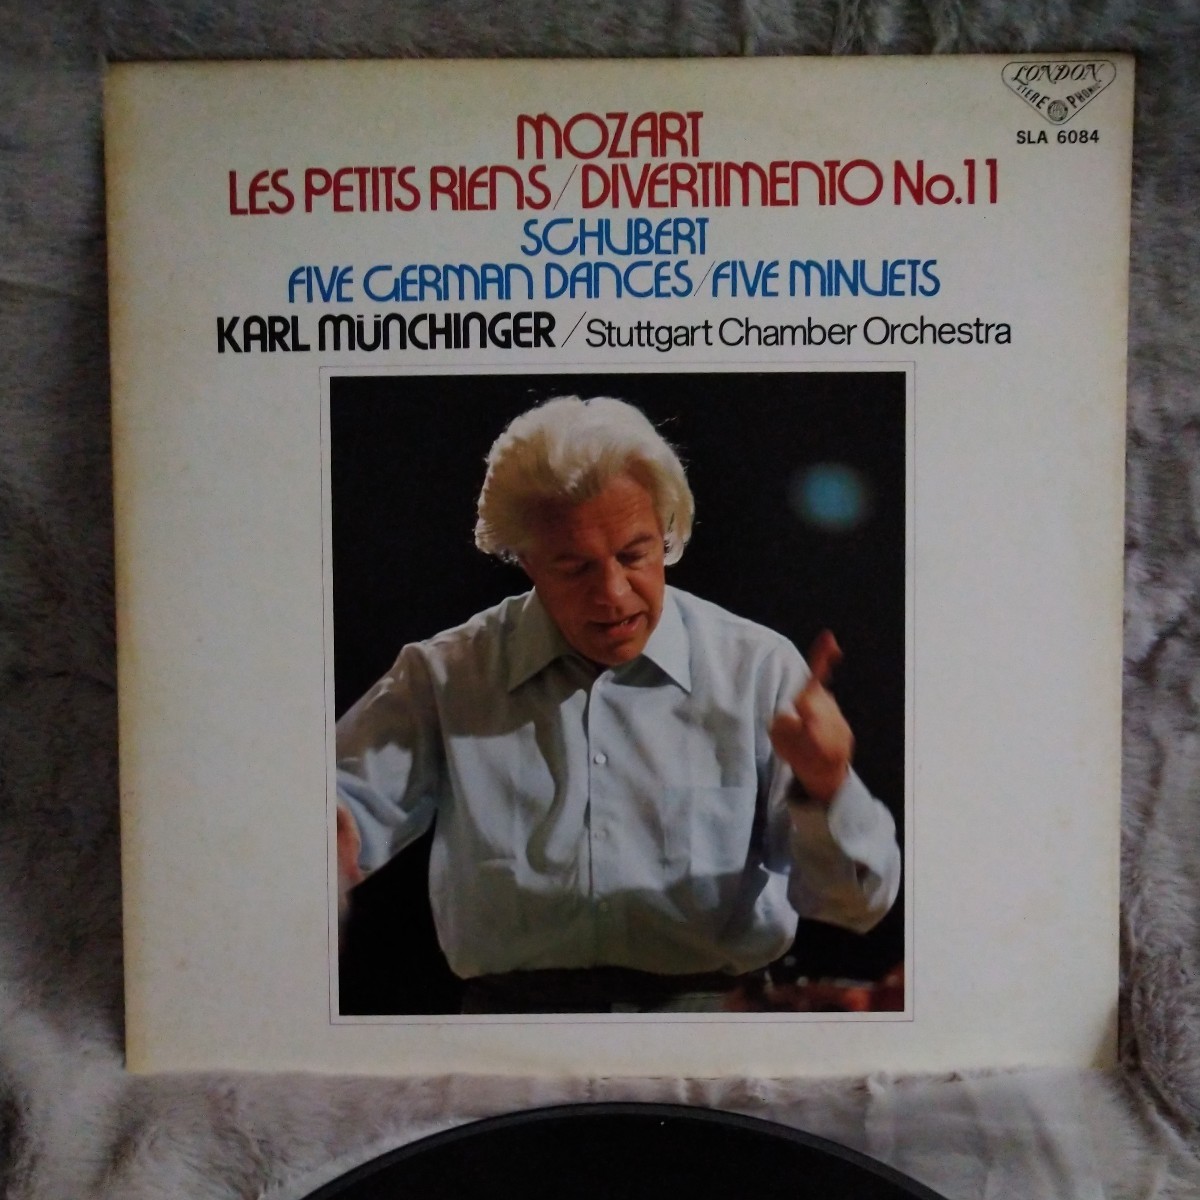 LONDON
STEREOPHONIC
SLA 6084
MOZART
LES PETITS RIENS/DIVERTIMENTO No.11
SCHUBERT
FIVE GERMAN DANCES/FIVE MINUETS
KARL MÜNCHINGER/Stuttgart Chamber Orchestra